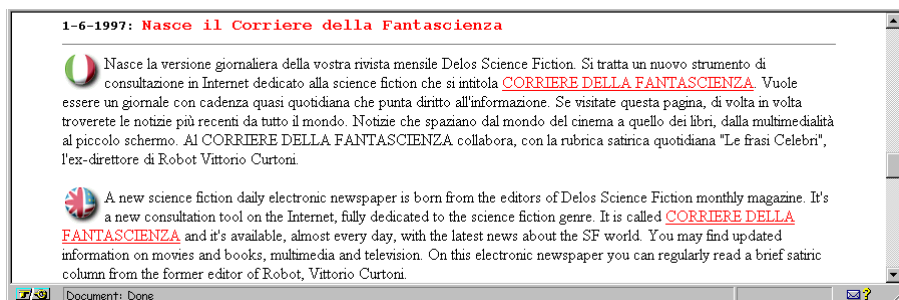 1-6-1997: Nasce il Corriere della Fantascienza
Nasce la versione giornaliera della vostra rivista mensile Delos Science Fiction. Si tratta un nuovo strumento di
consultazione in Internet dedicato alla science fiction che si intitola CORRIERE DELLA FANTASCIENZA. Vuole
essere un giornale con cadenza quasi quotidiana che punta diritto all'informazione. Se visitate questa pagina, di volta in volta
troverete le notizie più recenti da tutto il mondo. Notizie che spaziano dal mondo del cinema a quello dei libri, dalla multimedialità
al piccolo schermo. Al CORRIERE DELLA FANTASCIENZA collabora, con la rubrica satirica quotidiana "Le frasi Celebri",
l'ex-direttore di Robot Vittorio Curtoni.
A new science fiction daily electronic newspaper is born from the editors of Delos Science Fiction monthly magazine. It's
a new consultation tool on the Internet, fully dedicated to the science fiction genre. It is called CORRIERE DELLA
FANTASCIENZA and it's available, almost every day, with the latest news about the SF world. You may find updated
information on movies and books, multimedia and television. On this electronic newspaper you can regularly read a brief satiric
column from the former editor of Robot, Vittorio Curtoni.
Document: Done